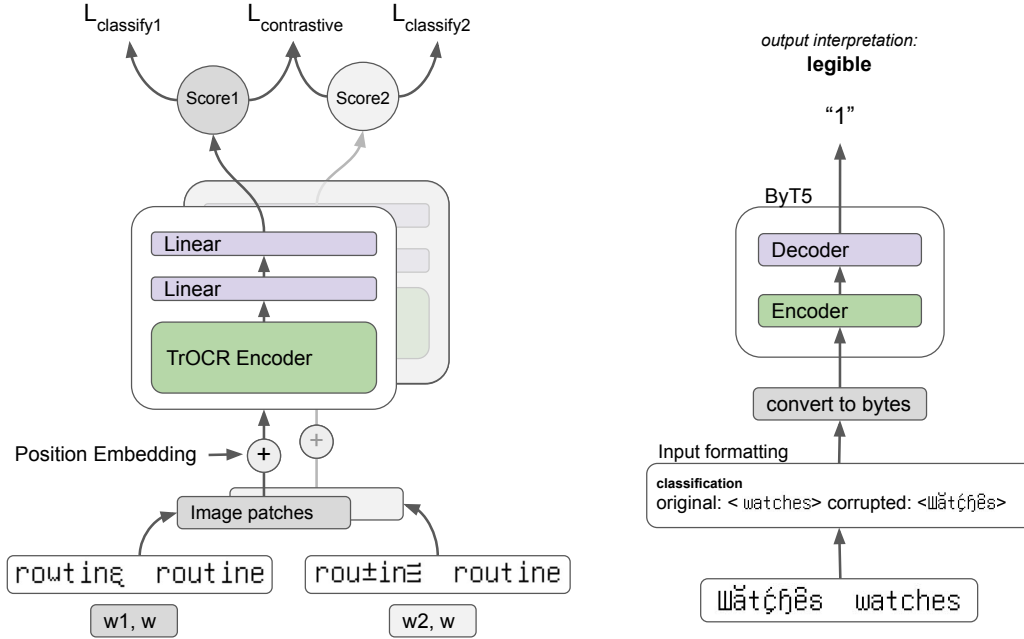 L_classify1 L_contrastive L_classify2
Score1 Score2
Linear
Linear
TrOCR Encoder
Position Embedding + +
Image patches
rowtinę routine rou±in∃ routine
w1, w w2, w
output interpretation:
legible
“1”
ByT5
Decoder
Encoder
convert to bytes
Input formatting
classification
original: < watches> corrupted: <
watches